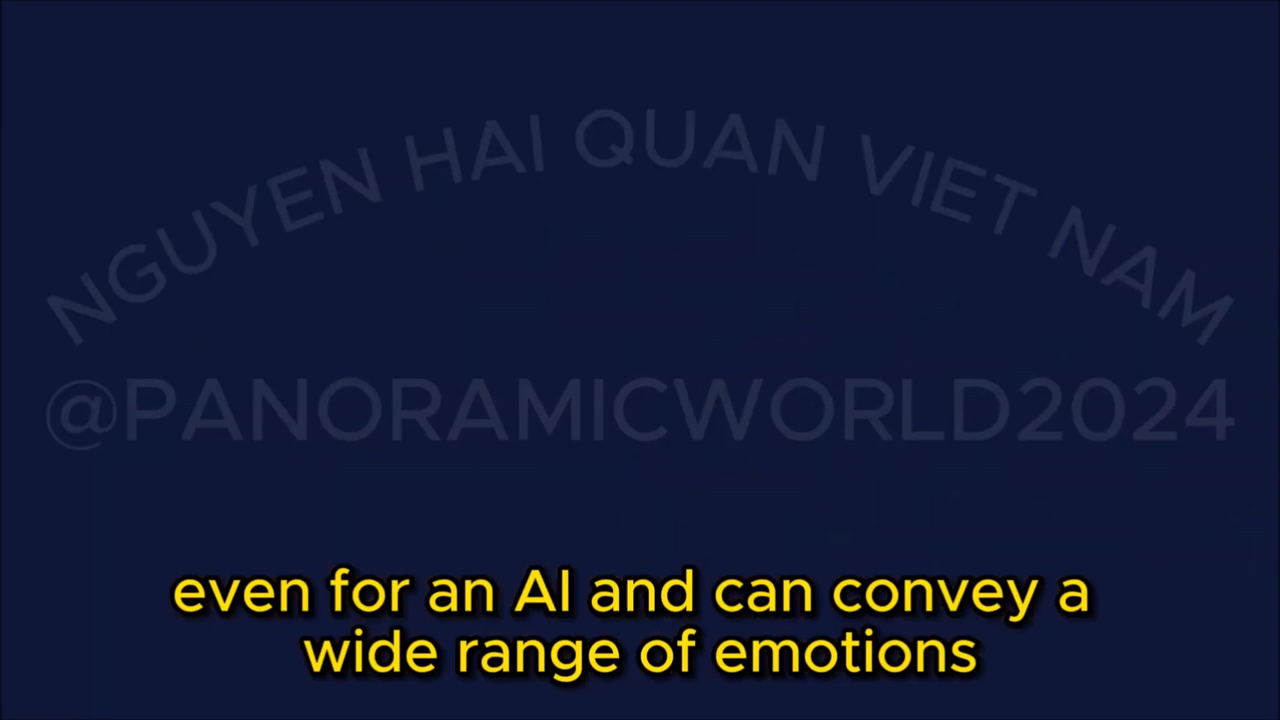 NGUYEN HAI QUAN VIET NAM
@PANORAMICWORLD2024
even for an AI and can convey a
wide range of emotions